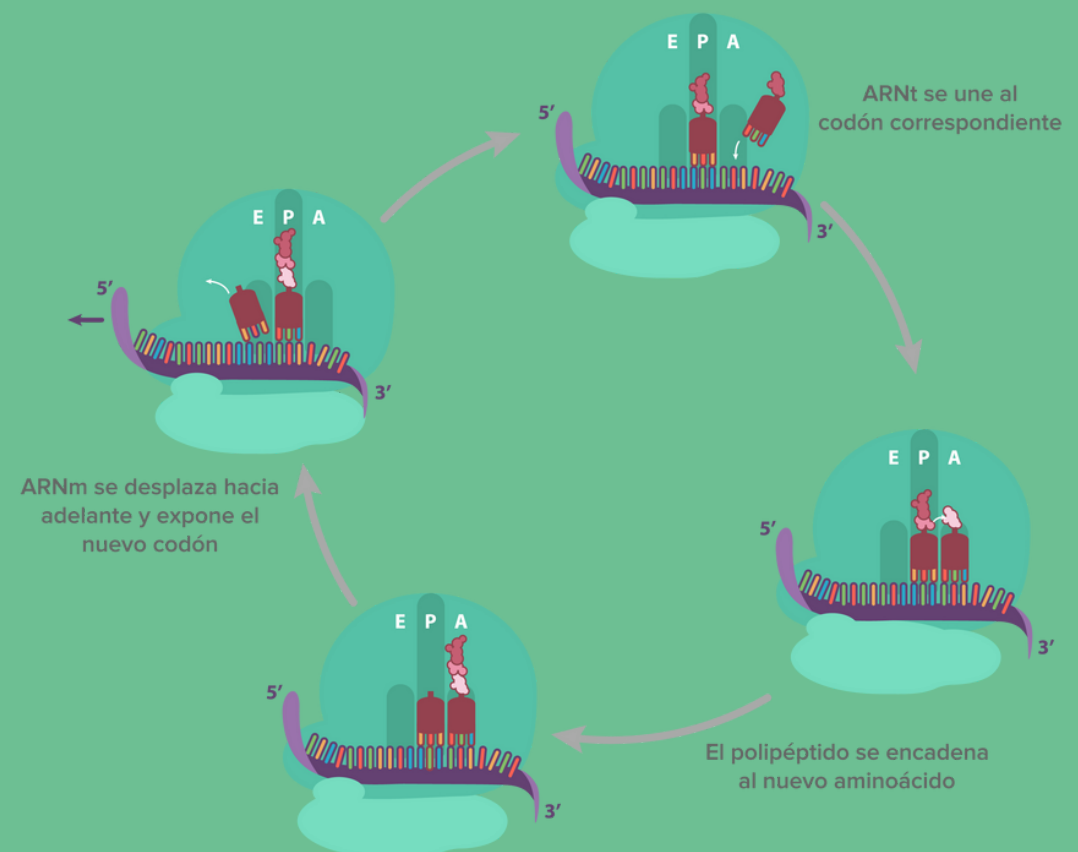 E P A
5'
3'
ARNt se une al
codón correspondiente
E P A
5'
3'
El polipéptido se encadena
al nuevo aminoácido
E P A
5'
3'
E P A
5'
3'
ARNm se desplaza hacia
adelante y expone el
nuevo codón